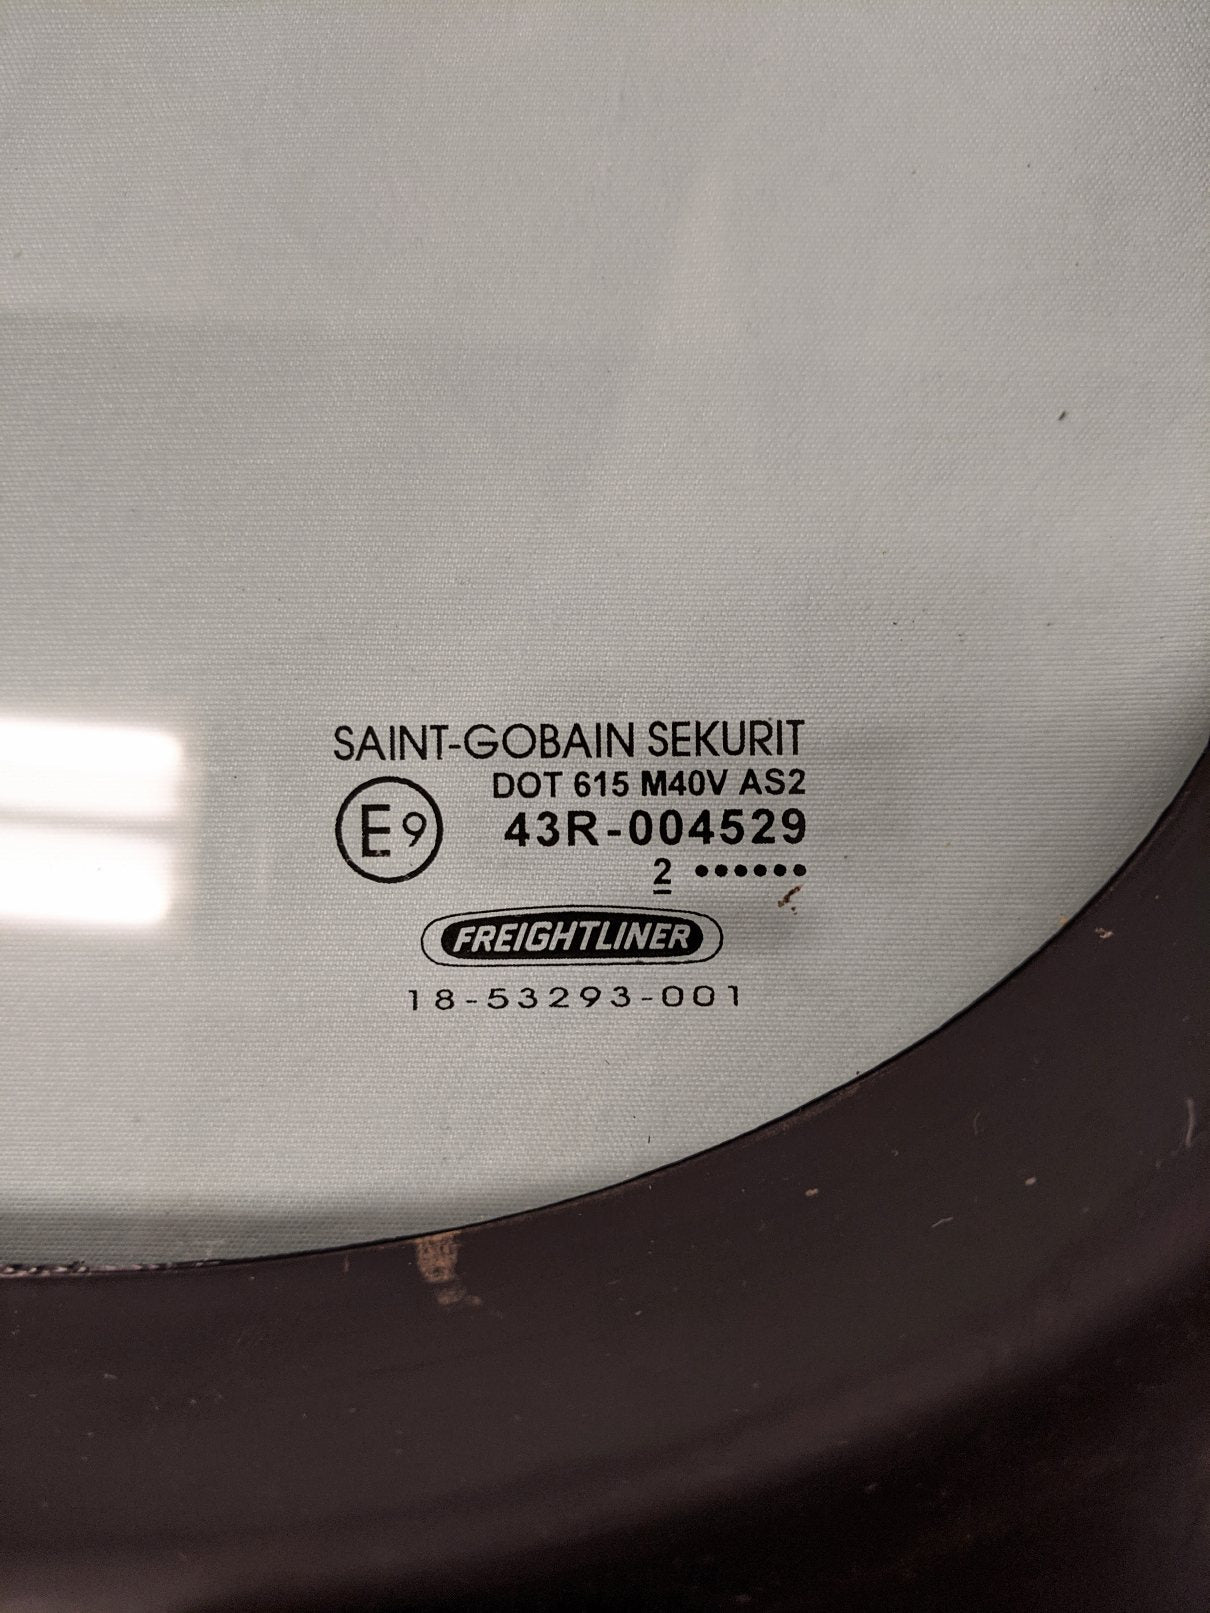 SAINT-GOBAIN SEKURIT
DOT 615 M40V AS2
E9 43R-004529
2 ••••••
FREIGHTLINER
18-53293-001